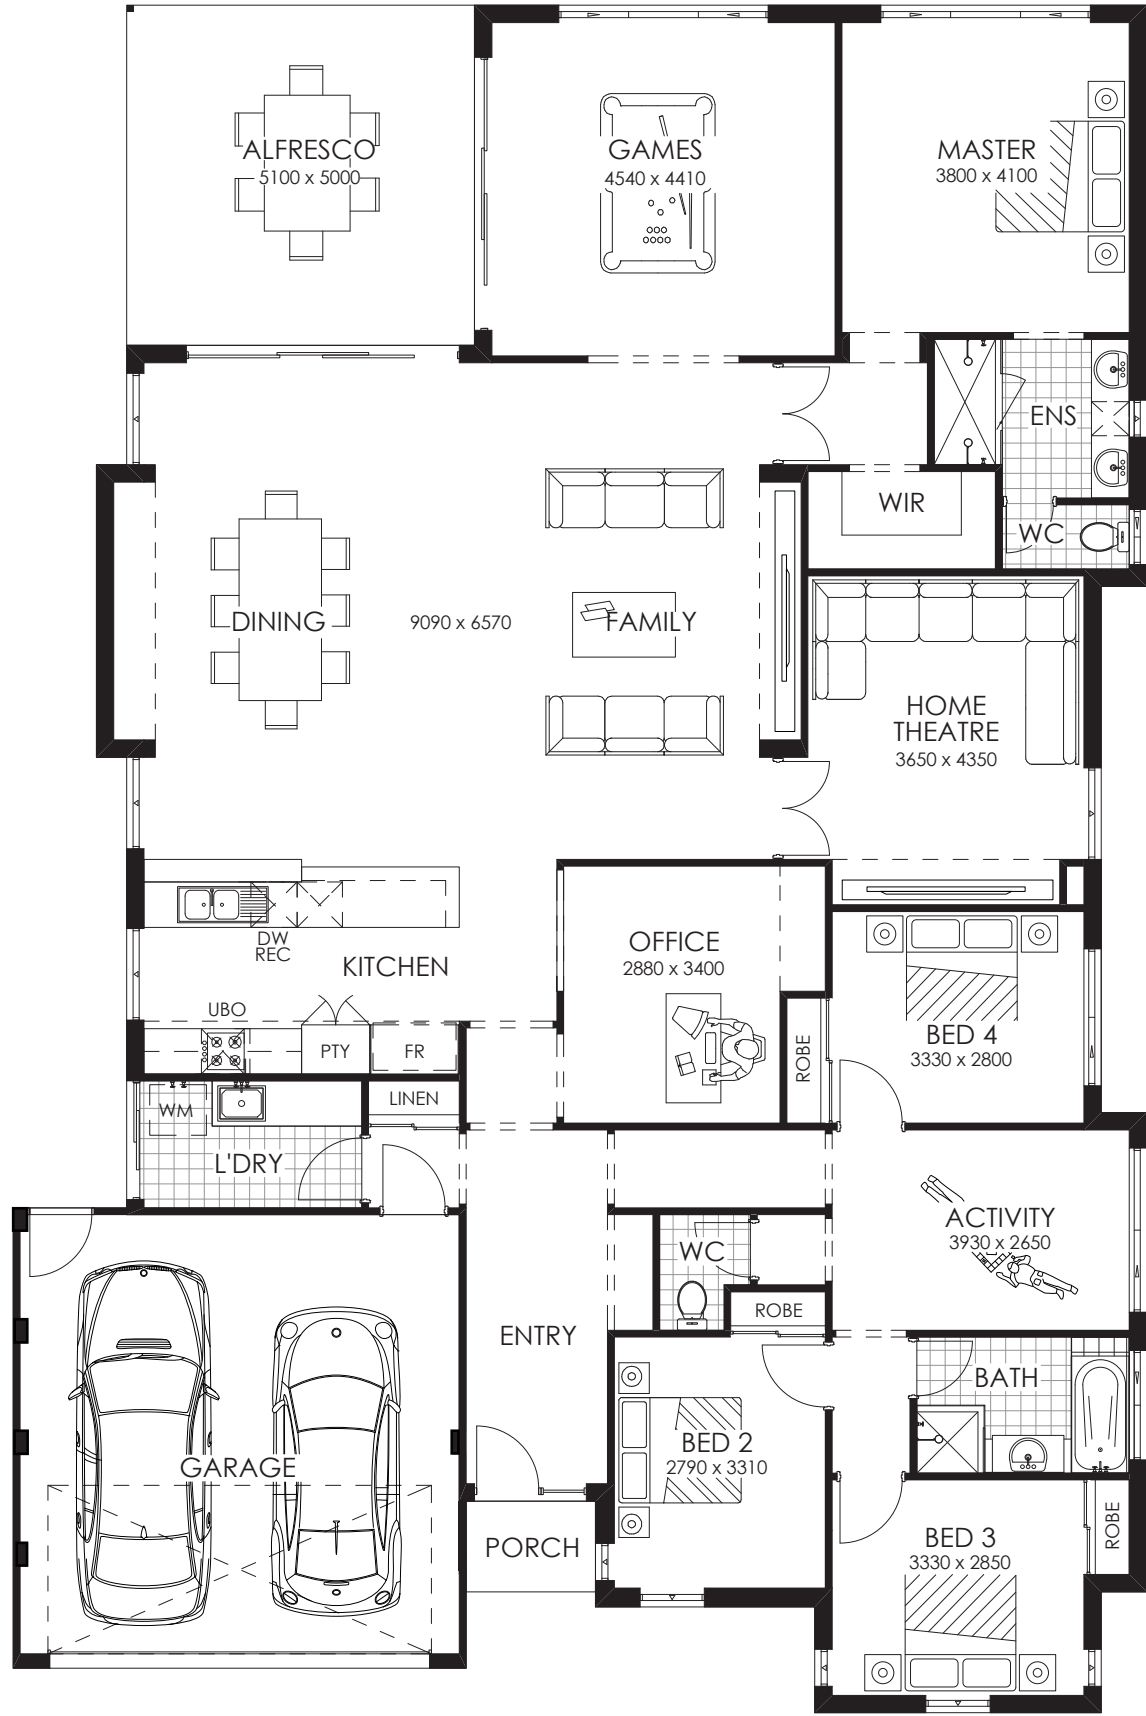 ALFRESCO
5100 x 5000
GAMES
4540 x 4410
MASTER
3800 x 4100
ENS
WIR
WC
DINING
9090 x 6570
FAMILY
HOME
THEATRE
3650 x 4350
DW
REC
KITCHEN
OFFICE
2880 x 3400
UBO
PTY
FR
ROBE
BED 4
3330 x 2800
WM
LINEN
L'DRY
ACTIVITY
3930 x 2650
WC
ROBE
ENTRY
BATH
GARAGE
BED 2
2790 x 3310
PORCH
BED 3
3330 x 2850
ROBE